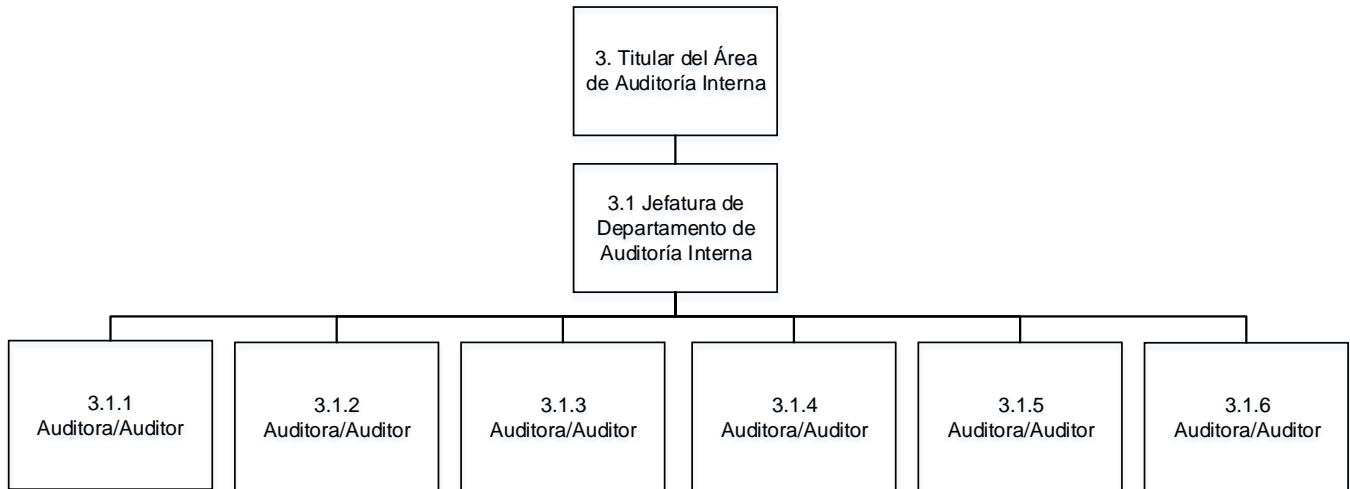 3. Titular del Área
de Auditoría Interna
3.1 Jefatura de
Departamento de
Auditoría Interna
3.1.1
Auditora/Auditor
3.1.2
Auditora/Auditor
3.1.3
Auditora/Auditor
3.1.4
Auditora/Auditor
3.1.5
Auditora/Auditor
3.1.6
Auditora/Auditor